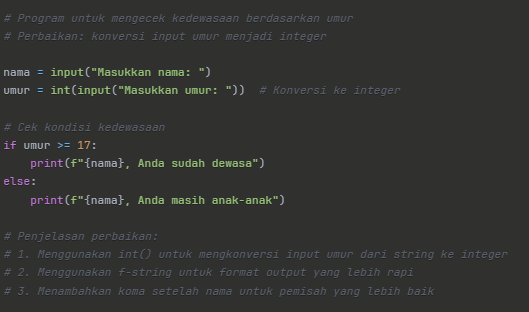 # Program untuk mengecek kedewasaan berdasarkan umur
# Perbaikan: konversi input umur menjadi integer
nama = input("Masukkan nama: ")
umur = int(input("Masukkan umur: "))  # Konversi ke integer
# Cek kondisi kedewasaan
if umur >= 17:
    print(f"{nama}, Anda sudah dewasa")
else:
    print(f"{nama}, Anda masih anak-anak")
# Penjelasan perbaikan:
# 1. Menggunakan int() untuk mengkonversi input umur dari string ke integer
# 2. Menggunakan f-string untuk format output yang lebih rapi
# 3. Menambahkan koma setelah nama untuk pemisah yang lebih baik